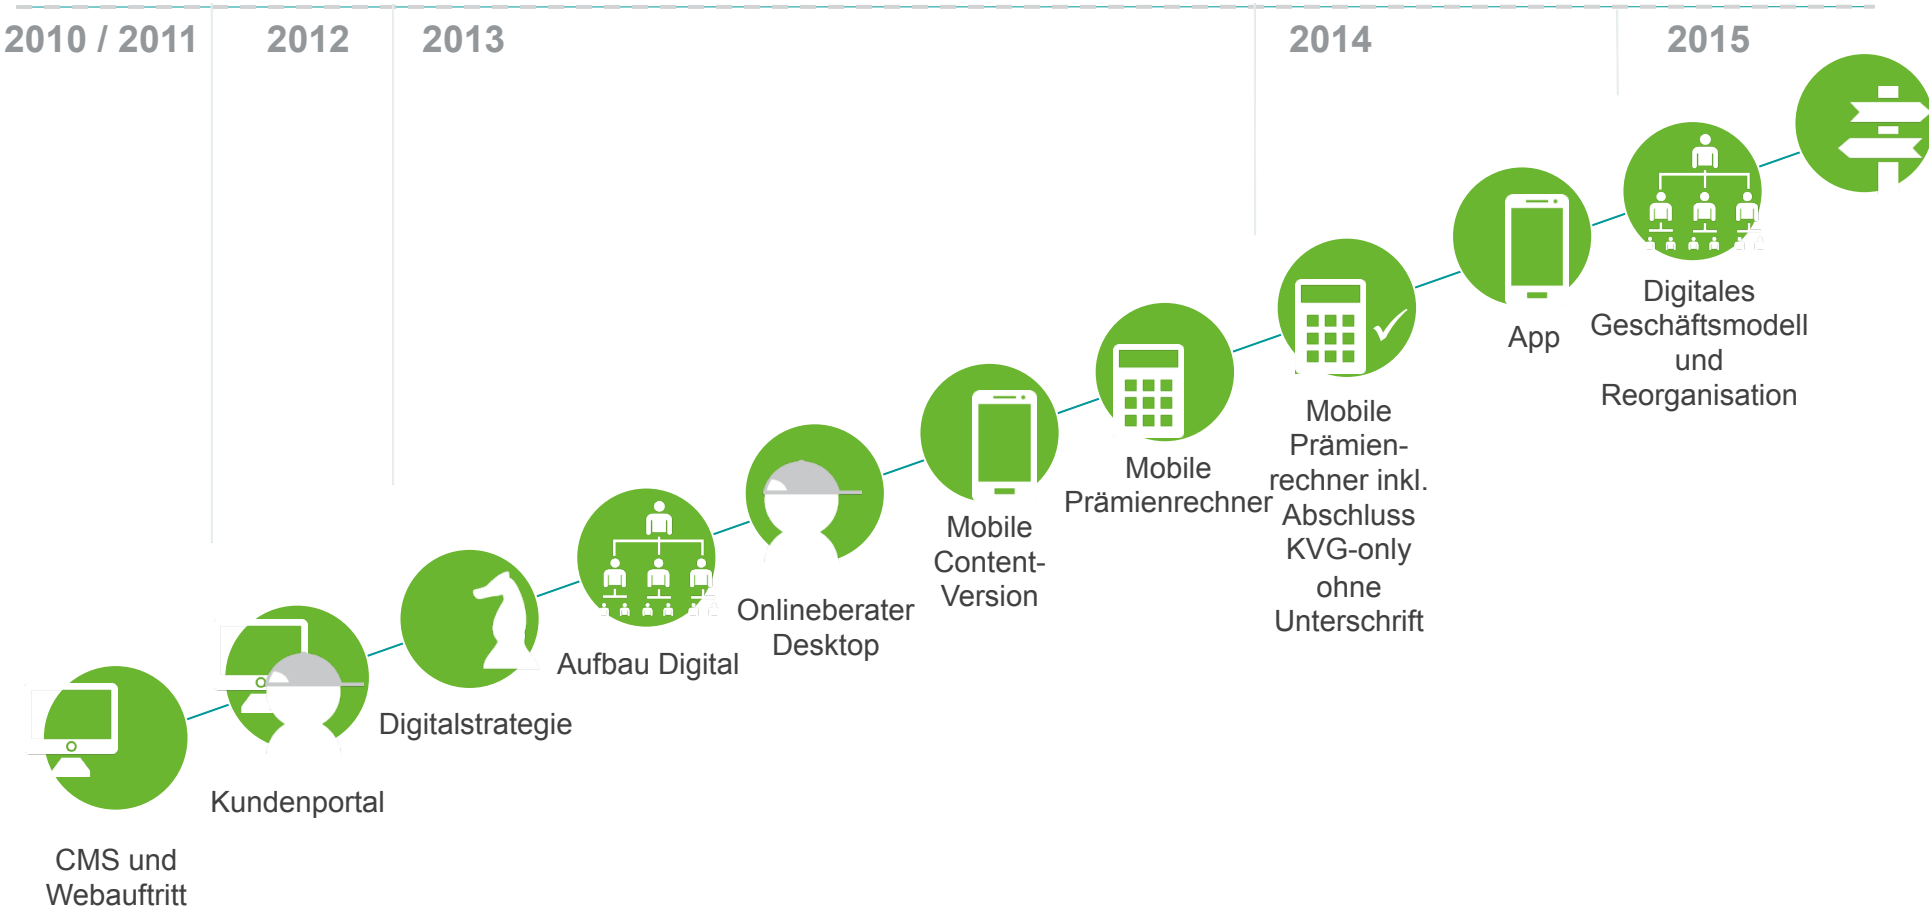 2010 / 2011
2012
2013
2014
2015
CMS und
Webauftritt
Kundenportal
Digitalstrategie
Aufbau Digital
Onlineberater
Desktop
Mobile
Content-
Version
Mobile
Prämienrechner
Mobile
Prämien-
rechner inkl.
Abschluss
KVG-only
ohne
Unterschrift
App
Digitales
Geschäftsmodell
und
Reorganisation